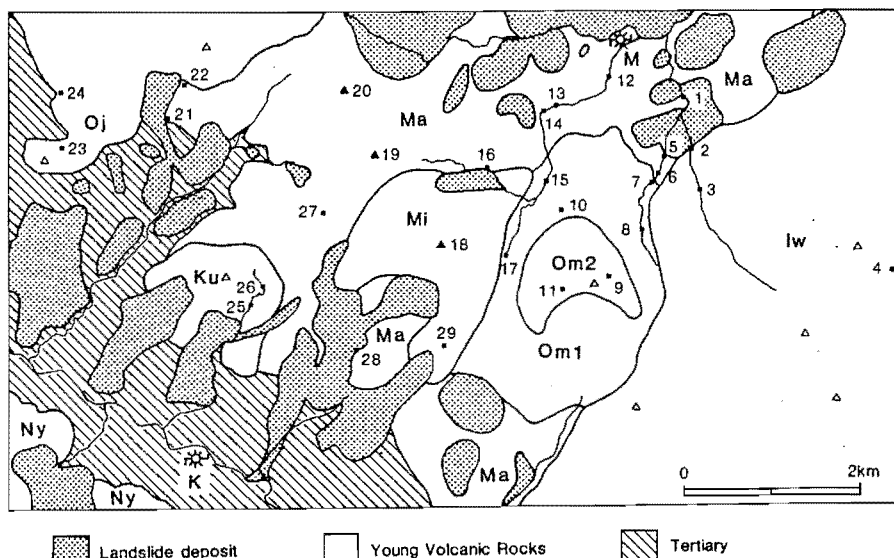 M
22
24
20
12
Ma
Oj
13
14
1
21
Ma
23
19
16
5
2
15
7
6
3
27
10
Mi
8
18
Iw
Ku
17
Om2
4
26
11
9
25
Ma
29
28
Om1
Ny
0
2km
K
Ma
Ny
Landslide deposit
Young Volcanic Rocks
Tertiary